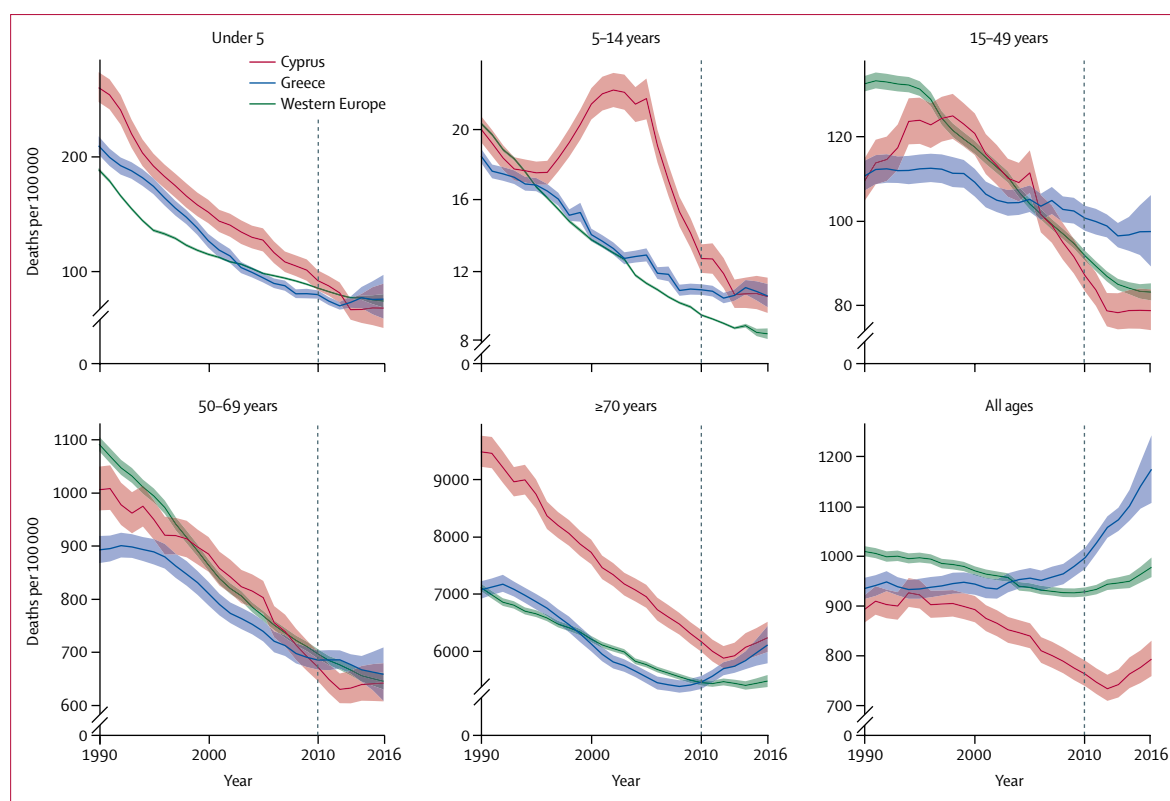 Under 5
5–14 years
15–49 years
Cyprus
Greece
Western Europe
Deaths per 100 000
200
100
0
20
16
12
8
0
120
100
80
0
50–69 years
≥70 years
All ages
Deaths per 100 000
1100
1000
900
800
700
600
0
9000
8000
7000
6000
0
1200
1100
1000
900
800
700
0
1990 2000 2010 2016
1990 2000 2010 2016
1990 2000 2010 2016
Year
Year
Year